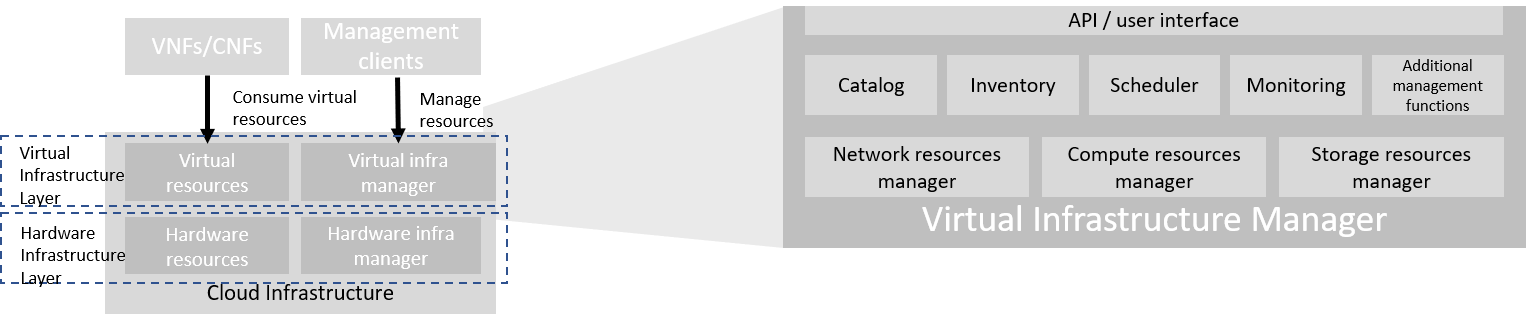 VNFs/CNFs
Management
clients
Consume virtual
resources
Manage
resources
Virtual
Infrastructure
Layer
Virtual
resources
Virtual infra
manager
Hardware
Infrastructure
Layer
Hardware
resources
Hardware infra
manager
Cloud Infrastructure
API / user interface
Catalog
Inventory
Scheduler
Monitoring
Additional
management
functions
Network resources
manager
Compute resources
manager
Storage resources
manager
Virtual Infrastructure Manager